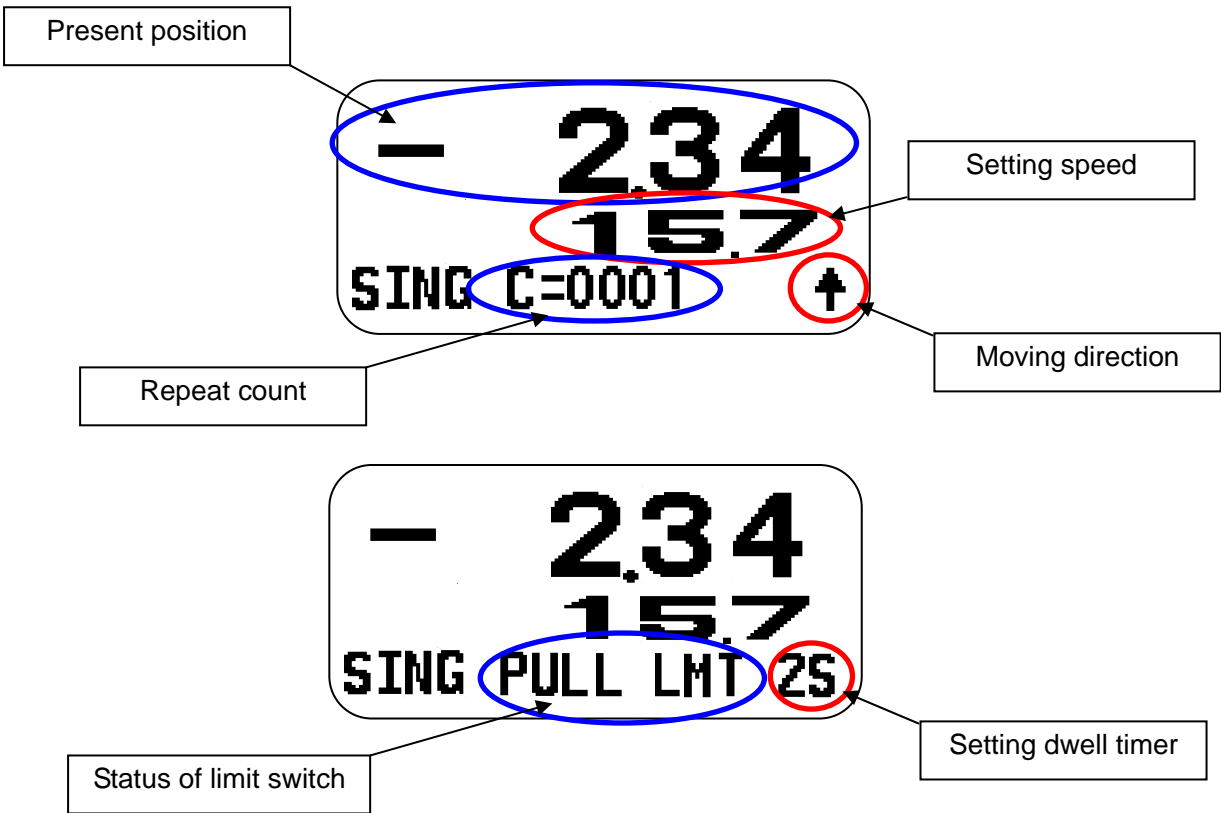 Present position
− 2.34
Setting speed
15.7
SING C=0001 ↑
Moving direction
Repeat count
− 2.34
15.7
SING PULL LMT 2S
Setting dwell timer
Status of limit switch